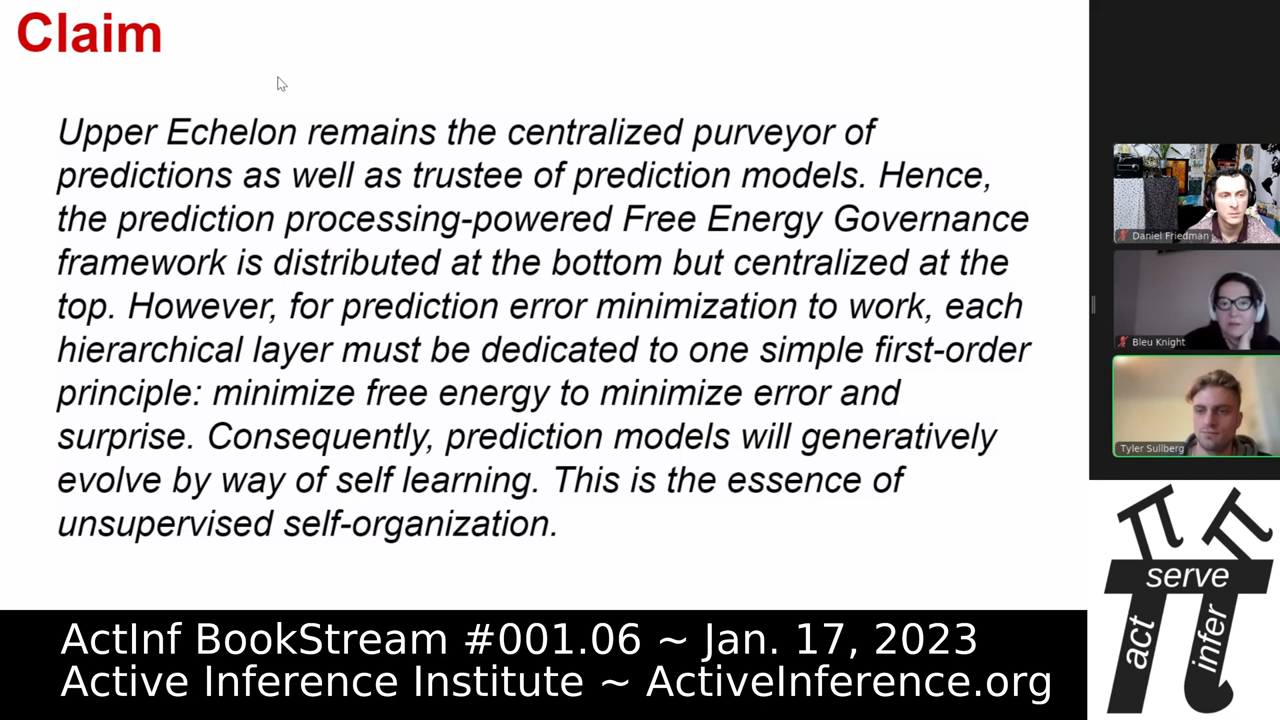 Claim
Upper Echelon remains the centralized purveyor of
predictions as well as trustee of prediction models. Hence,
the prediction processing-powered Free Energy Governance
framework is distributed at the bottom but centralized at the
top. However, for prediction error minimization to work, each
hierarchical layer must be dedicated to one simple first-order
principle: minimize free energy to minimize error and
surprise. Consequently, prediction models will generatively
evolve by way of self learning. This is the essence of
unsupervised self-organization.
Daniel Friedman
Bleu Knight
Tyler Sullberg
serve
act
infer
ActInf BookStream #001.06 ~ Jan. 17, 2023
Active Inference Institute ~ ActiveInference.org